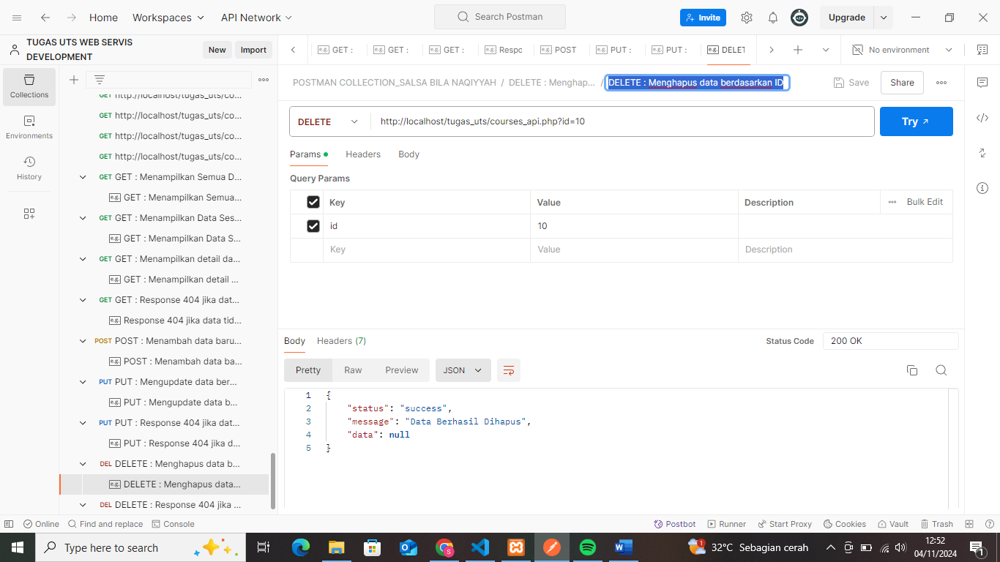 Home
Workspaces
API Network
Search Postman
Invite
Upgrade
TUGAS UTS WEB SERVIS
DEVELOPMENT
New
Import
GET :
GET :
GET :
Respo
POST
PUT :
PUT :
DELET
No environment
Collections
Environments
History
GET http://localhost/tugas_uts/co...
GET http://localhost/tugas_uts/co...
GET http://localhost/tugas_uts/co...
GET http://localhost/tugas_uts/co...
GET GET : Menampilkan Semua D...
e.g. GET : Menampilkan Semua...
GET GET : Menampilkan Data Ses...
e.g. GET : Menampilkan Data S...
GET GET : Menampilkan detail da...
e.g. GET : Menampilkan detail ...
GET GET : Response 404 jika dat...
e.g. Response 404 jika data tid...
POST POST : Menambah data baru...
e.g. POST : Menambah data ba...
PUT PUT : Mengupdate data ber...
e.g. PUT : Mengupdate data b...
PUT PUT : Response 404 jika dat...
e.g. PUT : Response 404 jika d...
DEL DELETE : Menghapus data b...
e.g. DELETE : Menghapus data...
DEL DELETE : Response 404 jika ...
POSTMAN COLLECTION_SALSA BILA NAQIYYAH / DELETE : Menghap... / DELETE : Menghapus data berdasarkan ID
Save
Share
DELETE
http://localhost/tugas_uts/courses_api.php?id=10
Try
Params
Headers
Body
Query Params
Key Value Description Bulk Edit
id 10
Key Value Description
Body Headers (7)
Status Code 200 OK
Pretty Raw Preview JSON
1 {
2 "status": "success",
3 "message": "Data Berhasil Dihapus",
4 "data": null
5 }
Online
Find and replace
Console
Postbot
Runner
Start Proxy
Cookies
Vault
Trash
Type here to search
1
32°C Sebagian cerah
12:52
04/11/2024
1